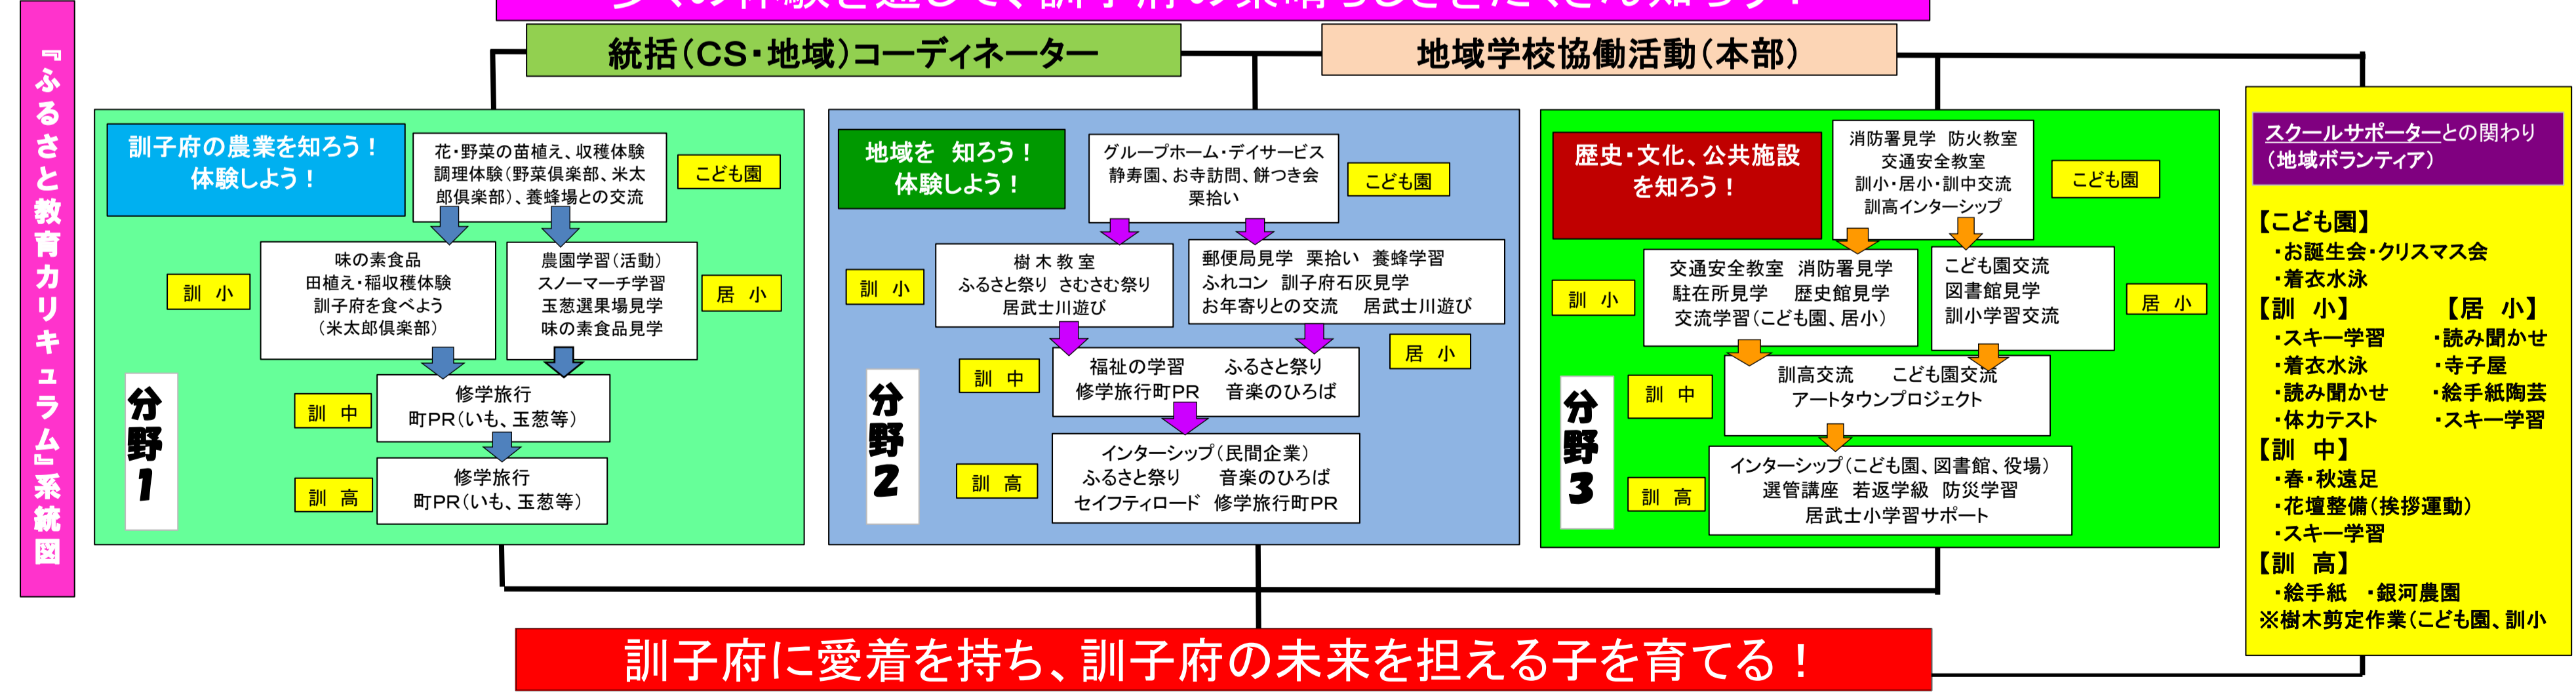 『ふるさと教育カリキュラム』系統図
統括（ＣＳ・地域）コーディネーター
地域学校協働活動（本部）
訓子府の農業を知ろう！
体験しよう！
花・野菜の苗植え、収穫体験
調理体験（野菜倶楽部、米太
郎倶楽部）、養蜂場との交流
こども園
訓　小
味の素食品
田植え・稲収穫体験
訓子府を食べよう
（米太郎倶楽部）
農園学習（活動）
スノーマーチ学習
玉葱選果場見学
味の素食品見学
居　小
分野１
訓　中
修学旅行
町ＰＲ（いも、玉葱等）
訓　高
修学旅行
町ＰＲ（いも、玉葱等）
地域を　知ろう！
体験しよう！
グループホーム・デイサービス
静寿園、お寺訪問、餅つき会
栗拾い
こども園
訓　小
樹木教室
ふるさと祭り　さむさむ祭り
居武士川遊び
郵便局見学　栗拾い　養蜂学習
ふれコン　訓子府石灰見学
お年寄りとの交流　居武士川遊び
居　小
分野２
訓　中
福祉の学習　ふるさと祭り
修学旅行町ＰＲ　音楽のひろば
訓　高
インターシップ（民間企業）
ふるさと祭り　音楽のひろば
セイフティロード　修学旅行町ＰＲ
歴史・文化、公共施設
を知ろう！
消防署見学　防火教室
交通安全教室
訓小・居小・訓中交流
訓高インターシップ
こども園
訓　小
交通安全教室　消防署見学
駐在所見学　歴史館見学
交流学習（こども園、居小）
こども園交流
図書館見学
訓小学習交流
居　小
分野３
訓　中
訓高交流　こども園交流
アートタウンプロジェクト
訓　高
インターシップ（こども園、図書館、役場）
選管講座　若返学級　防災学習
居武士小学習サポート
スクールサポーターとの関わり
（地域ボランティア）
【こども園】
・お誕生会・クリスマス会
・着衣水泳
【訓　小】　【居　小】
・スキー学習　・読み聞かせ
・着衣水泳　・寺子屋
・読み聞かせ　・絵手紙陶芸
・体力テスト　・スキー学習
【訓　中】
・春・秋遠足
・花壇整備（挨拶運動）
・スキー学習
【訓　高】
・絵手紙　・銀河農園
※樹木剪定作業（こども園、訓小
訓子府に愛着を持ち、訓子府の未来を担える子を育てる！